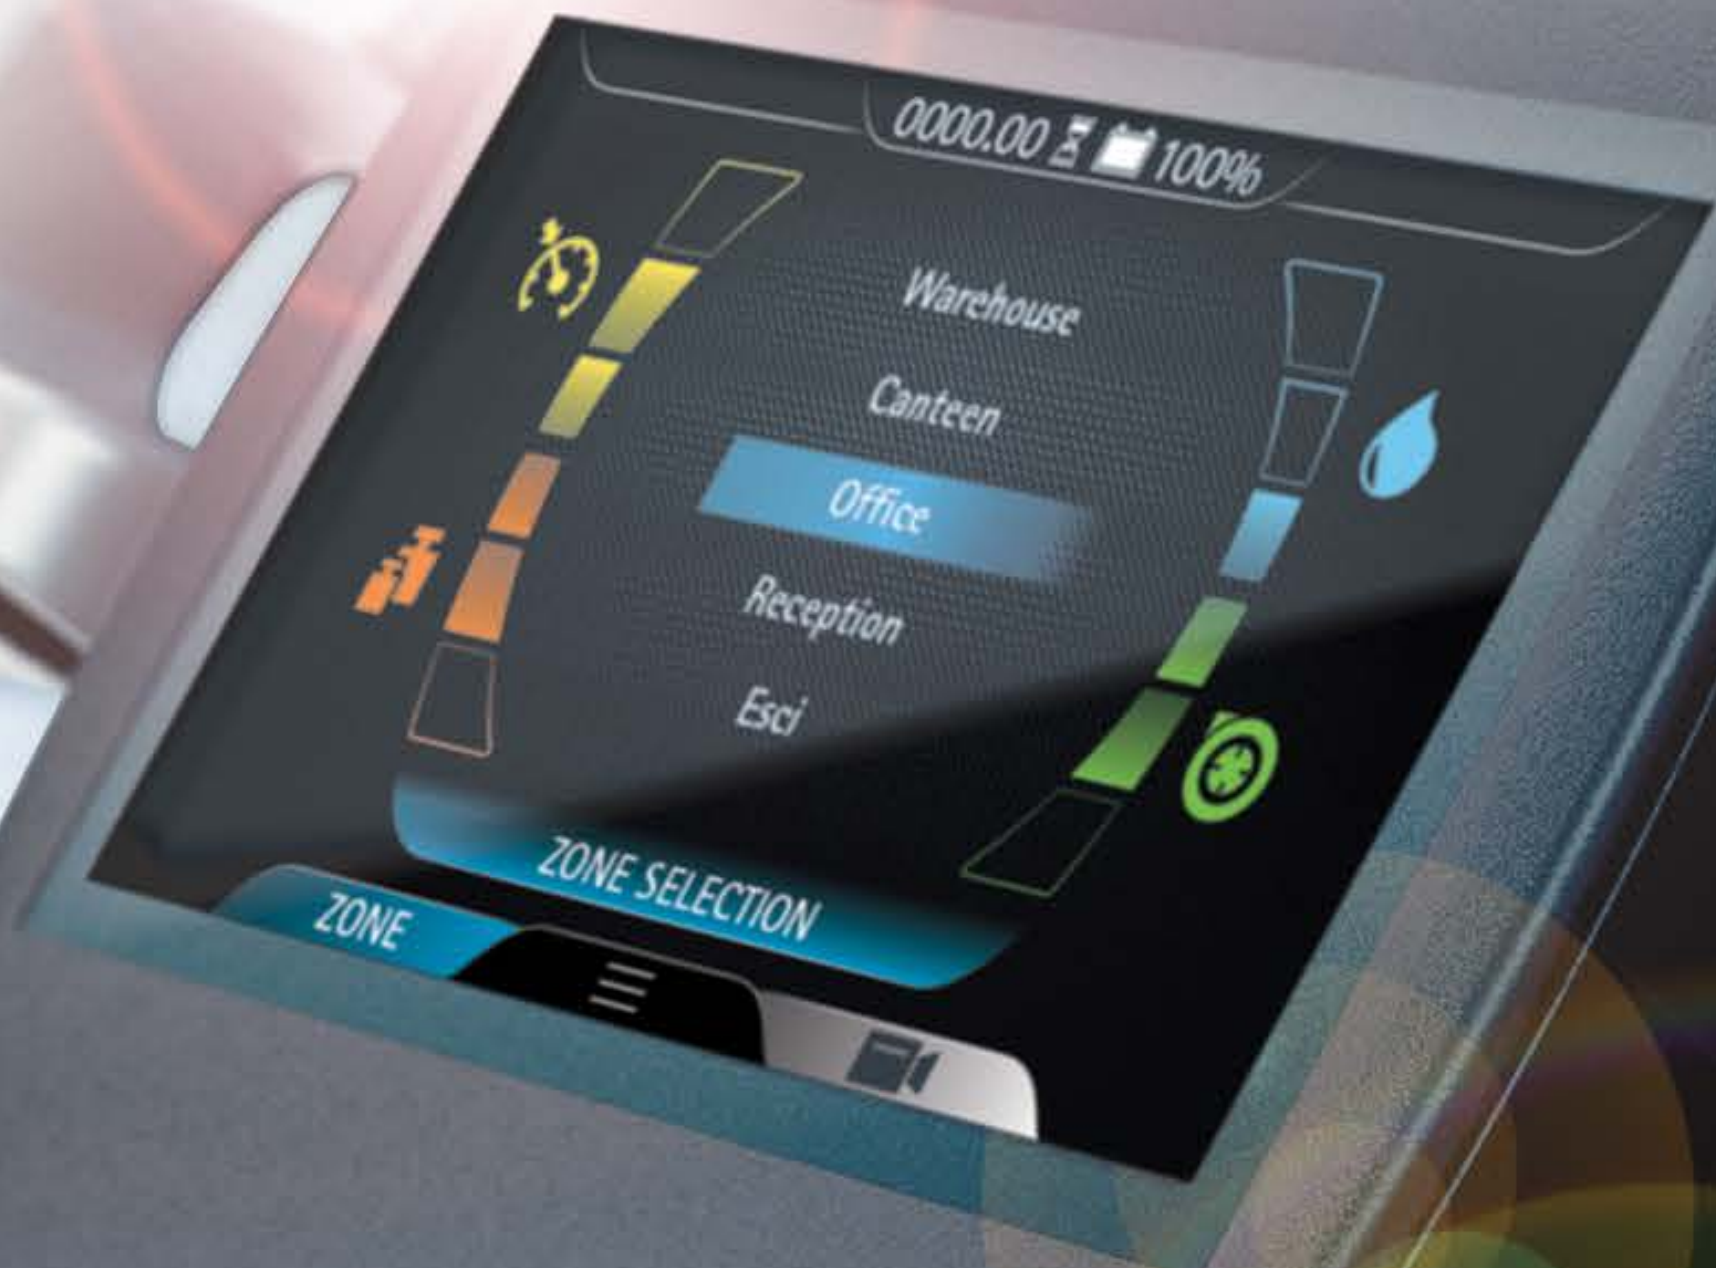 0000.00 100%
Warehouse
Canteen
Office
Reception
Esci
ZONE SELECTION
ZONE